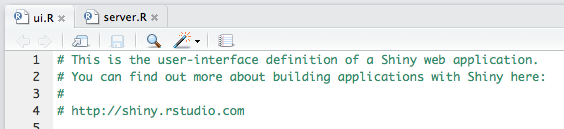 ui.R server.R
1 # This is the user-interface definition of a Shiny web application.
2 # You can find out more about building applications with Shiny here:
3 #
4 # http://shiny.rstudio.com
5